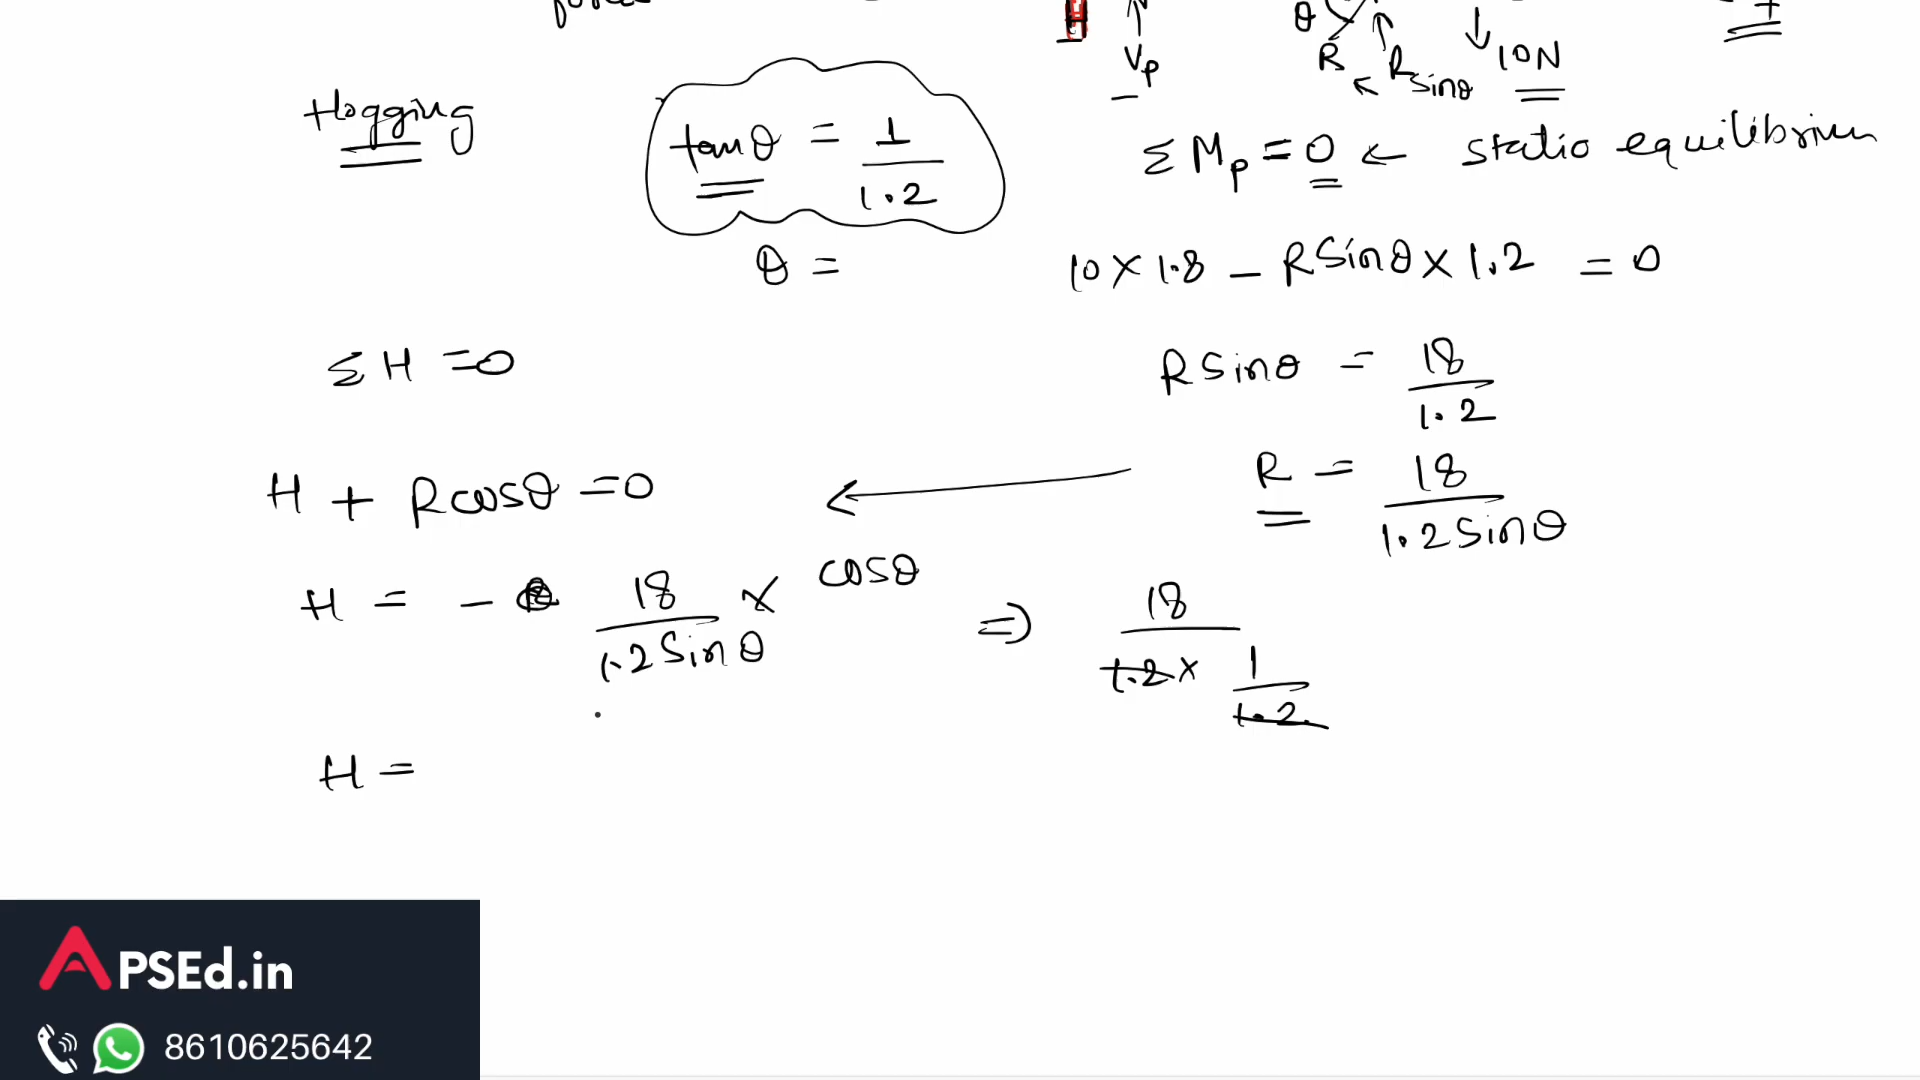 H
V_P
θ
R
R sinθ
10N
Hogging
tanθ = 1/1.2
ΣM_P = 0 ← static equilibrium
θ =
10 × 1.8 − R sinθ × 1.2 = 0
ΣH = 0
R sinθ = 18/1.2
H + R cosθ = 0
R = 18/1.2 sinθ
H = − 18/1.2 sinθ × cosθ ⇒ 18/1.2 × 1/1.2
H =
APSEd.in
8610625642